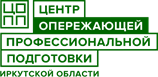 ЦОПП
ЦЕНТР
ОПЕРЕЖАЮЩЕЙ
ПРОФЕССИОНАЛЬНОЙ
ПОДГОТОВКИ
ИРКУТСКОЙ ОБЛАСТИ